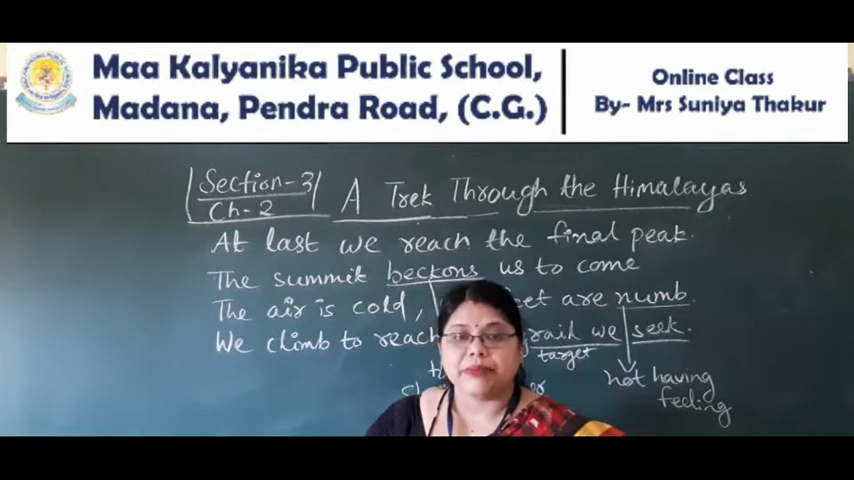 Maa Kalyanika Public School,
Madana, Pendra Road, (C.G.)
Online Class
By- Mrs Suniya Thakur
Section-3
Ch-2
A Trek Through the Himalayas
At last we reach the final peak.
The summit beckons us to come
The air is cold, feet are numb
We climb to reach we seek.
target
not having
feeling